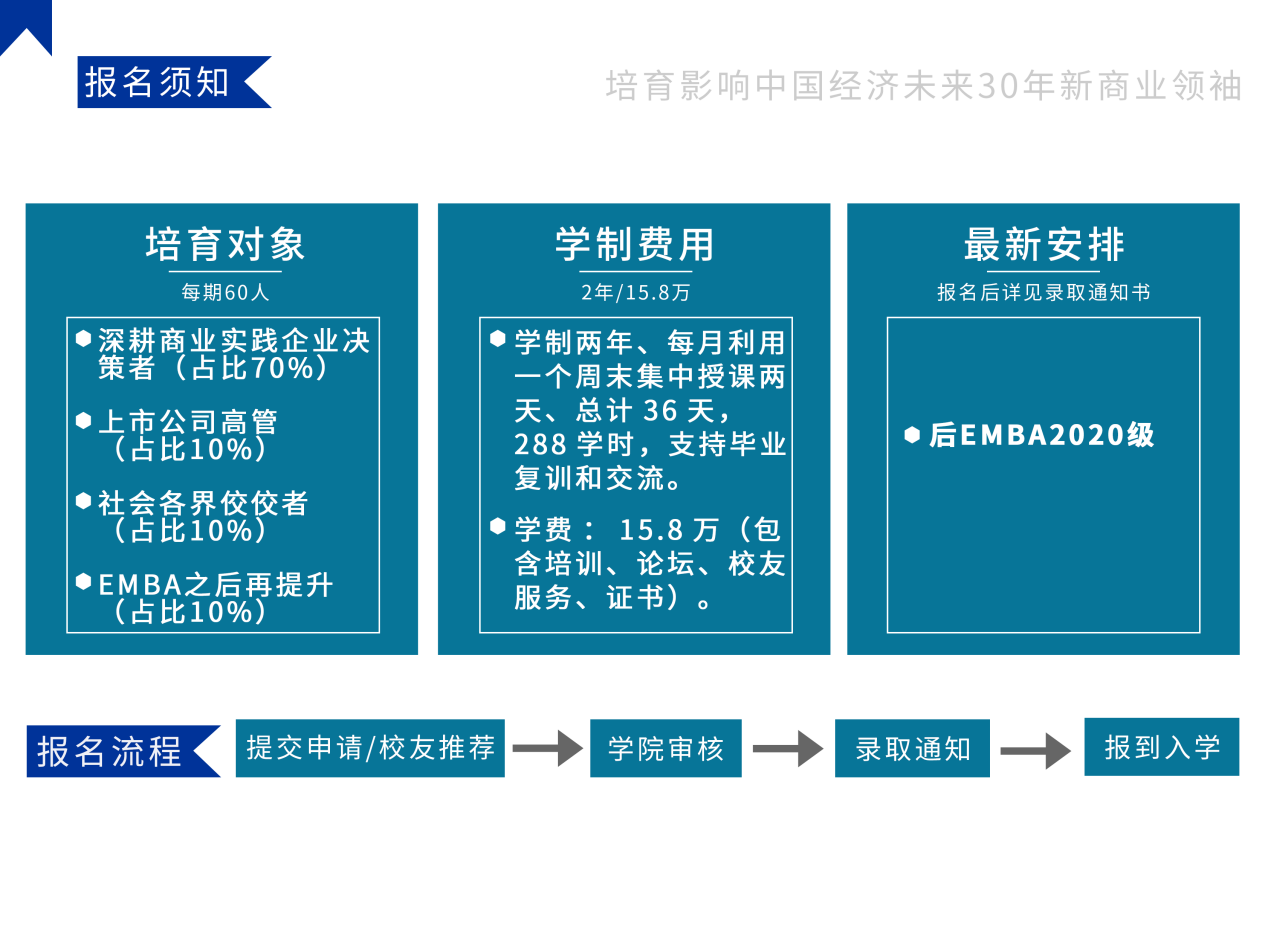 报名须知
培育影响中国经济未来30年新商业领袖
培育对象
每期60人
深耕商业实践企业决
策者（占比70%）
上市公司高管
（占比10%）
社会各界佼佼者
（占比10%）
EMBA之后再提升
（占比10%）
学制费用
2年/15.8万
学制两年、每月利用
一个周末集中授课两
天、总计 36 天，
288 学时，支持毕业
复训和交流。
学费： 15.8 万（包
含培训、论坛、校友
服务、证书）。
最新安排
报名后详见录取通知书
后EMBA2020级
报名流程
提交申请/校友推荐
学院审核
录取通知
报到入学